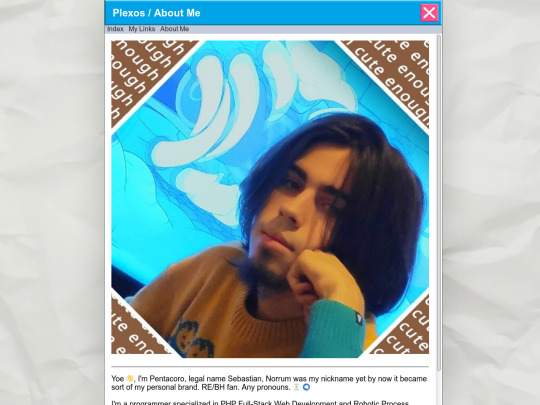 Plexos / About Me
Index My Links About Me
enough
enough
enough
cute enough
cute enough
cute enough
Yoe 👋, I'm Pentacoro, legal name Sebastian, Norrum was my nickname yet by now it became
sort of my personal brand. RE/BH fan. Any pronouns.
I'm a programmer specialized in PHP Full-Stack Web Development and Robotic Process